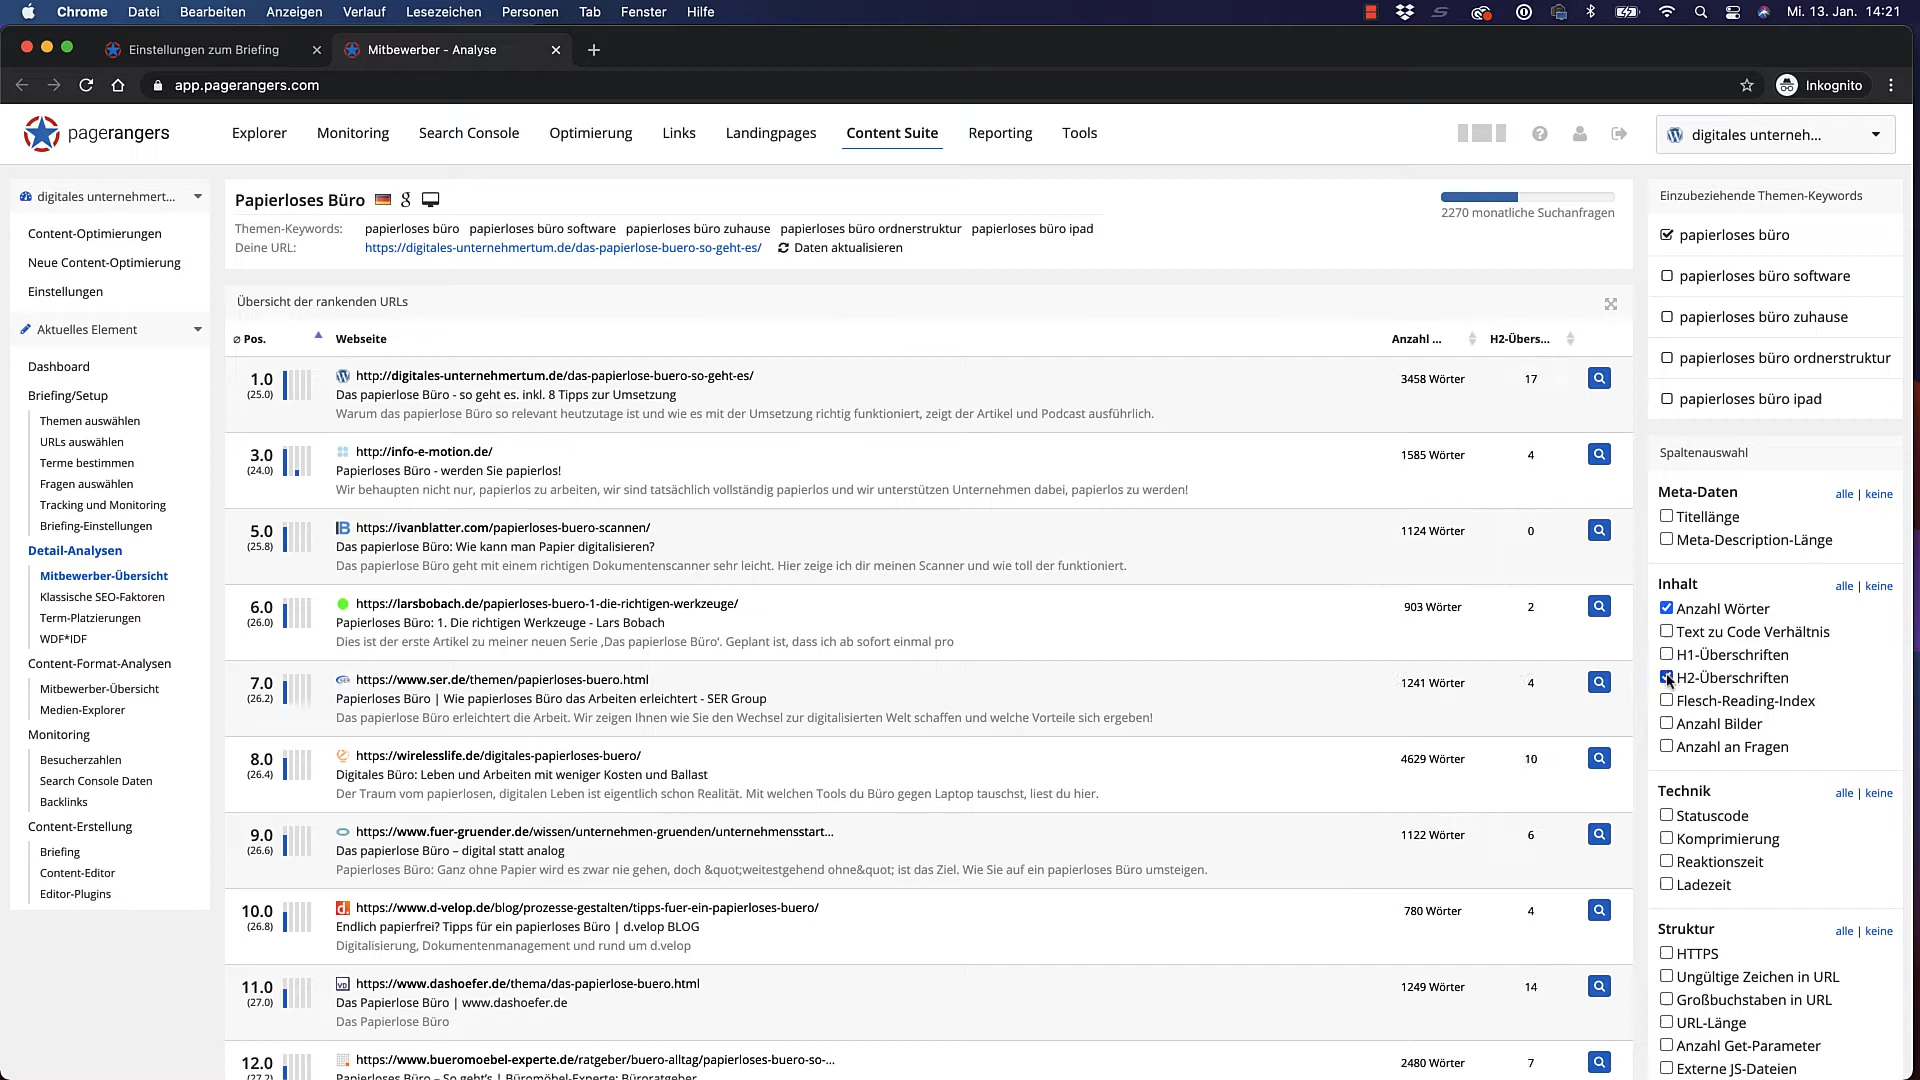 Chrome Datei Bearbeiten Anzeigen Verlauf Lesezeichen Personen Tab Fenster Hilfe Mi. 13. Jan. 14:21
Einstellungen zum Briefing Mitbewerber - Analyse
app.pagerangers.com Inkognito
pagerangers Explorer Monitoring Search Console Optimierung Links Landingpages Content Suite Reporting Tools digitales unterneh...
digitales unternehmert...
Content-Optimierungen
Neue Content-Optimierung
Einstellungen
Aktuelles Element
Dashboard
Briefing/Setup
Themen auswählen
URLs auswählen
Terme bestimmen
Fragen auswählen
Tracking und Monitoring
Briefing-Einstellungen
Detail-Analysen
Mitbewerber-Übersicht
Klassische SEO-Faktoren
Term-Platzierungen
WDF*IDF
Content-Format-Analysen
Mitbewerber-Übersicht
Medien-Explorer
Monitoring
Besucherzahlen
Search Console Daten
Backlinks
Content-Erstellung
Briefing
Content-Editor
Editor-Plugins
Papierloses Büro
2270 monatliche Suchanfragen
Themen-Keywords: papierloses büro papierloses büro software papierloses büro zuhause papierloses büro ordnerstruktur papierloses büro ipad
Deine URL: https://digitales-unternehmertum.de/das-papierlose-buero-so-geht-es/ Daten aktualisieren
Übersicht der rankenden URLs
⌀ Pos. Webseite Anzahl ... H2-Übers...
1.0 http://digitales-unternehmertum.de/das-papierlose-buero-so-geht-es/ 3458 Wörter 17
(25.0) Das papierlose Büro - so geht es. inkl. 8 Tipps zur Umsetzung
Warum das papierlose Büro so relevant heutzutage ist und wie es mit der Umsetzung richtig funktioniert, zeigt der Artikel und Podcast ausführlich.
3.0 http://info-e-motion.de/ 1585 Wörter 4
(24.0) Papierloses Büro - werden Sie papierlos!
Wir behaupten nicht nur, papierlos zu arbeiten, wir sind tatsächlich vollständig papierlos und wir unterstützen Unternehmen dabei, papierlos zu werden!
5.0 https://ivanblatter.com/papierloses-buero-scannen/ 1124 Wörter 0
(25.8) Das papierlose Büro: Wie kann man Papier digitalisieren?
Das papierlose Büro geht mit einem richtigen Dokumentenscanner sehr leicht. Hier zeige ich dir meinen Scanner und wie toll der funktioniert.
6.0 https://larsbobach.de/papierloses-buero-1-die-richtigen-werkzeuge/ 903 Wörter 2
(26.0) Papierloses Büro: 1. Die richtigen Werkzeuge - Lars Bobach
Dies ist der erste Artikel zu meiner neuen Serie ‚Das papierlose Büro‘. Geplant ist, dass ich ab sofort einmal pro
7.0 https://www.ser.de/themen/papierloses-buero.html 1241 Wörter 4
(26.2) Papierloses Büro | Wie papierloses Büro das Arbeiten erleichtert - SER Group
Das papierlose Büro erleichtert die Arbeit. Wir zeigen Ihnen wie Sie den Wechsel zur digitalisierten Welt schaffen und welche Vorteile sich ergeben!
8.0 https://wirelesslife.de/digitales-papierloses-buero/ 4629 Wörter 10
(26.4) Digitales Büro: Leben und Arbeiten mit weniger Kosten und Ballast
Der Traum vom papierlosen, digitalen Leben ist eigentlich schon Realität. Mit welchen Tools du Büro gegen Laptop tauschst, liest du hier.
9.0 https://www.fuer-gruender.de/wissen/unternehmen-gruenden/unternehmensstart... 1122 Wörter 6
(26.6) Das papierlose Büro – digital statt analog
Papierloses Büro: Ganz ohne Papier wird es zwar nie gehen, doch &quot;weitestgehend ohne&quot; ist das Ziel. Wie Sie auf ein papierloses Büro umsteigen.
10.0 https://www.d-velop.de/blog/prozesse-gestalten/tipps-fuer-ein-papierloses-buero/ 780 Wörter 4
(26.8) Endlich papierfrei? Tipps für ein papierloses Büro | d.velop BLOG
Digitalisierung, Dokumentenmanagement und rund um d.velop
11.0 https://www.dashoefer.de/thema/das-papierlose-buero.html 1249 Wörter 14
(27.0) Das Papierlose Büro | www.dashoefer.de
Das Papierlose Büro
12.0 https://www.bueromoebel-experte.de/ratgeber/buero-alltag/papierloses-buero-so-... 2480 Wörter 7
(27.2) Papierloses Büro – So geht's | Büromöbel-Experte: Büroratgeber
Einzubeziehende Themen-Keywords
papierloses büro
papierloses büro software
papierloses büro zuhause
papierloses büro ordnerstruktur
papierloses büro ipad
Spaltenauswahl
Meta-Daten alle | keine
Titellänge
Meta-Description-Länge
Inhalt alle | keine
Anzahl Wörter
Text zu Code Verhältnis
H1-Überschriften
H2-Überschriften
Flesch-Reading-Index
Anzahl Bilder
Anzahl an Fragen
Technik alle | keine
Statuscode
Komprimierung
Reaktionszeit
Ladezeit
Struktur alle | keine
HTTPS
Ungültige Zeichen in URL
Großbuchstaben in URL
URL-Länge
Anzahl Get-Parameter
Externe JS-Dateien